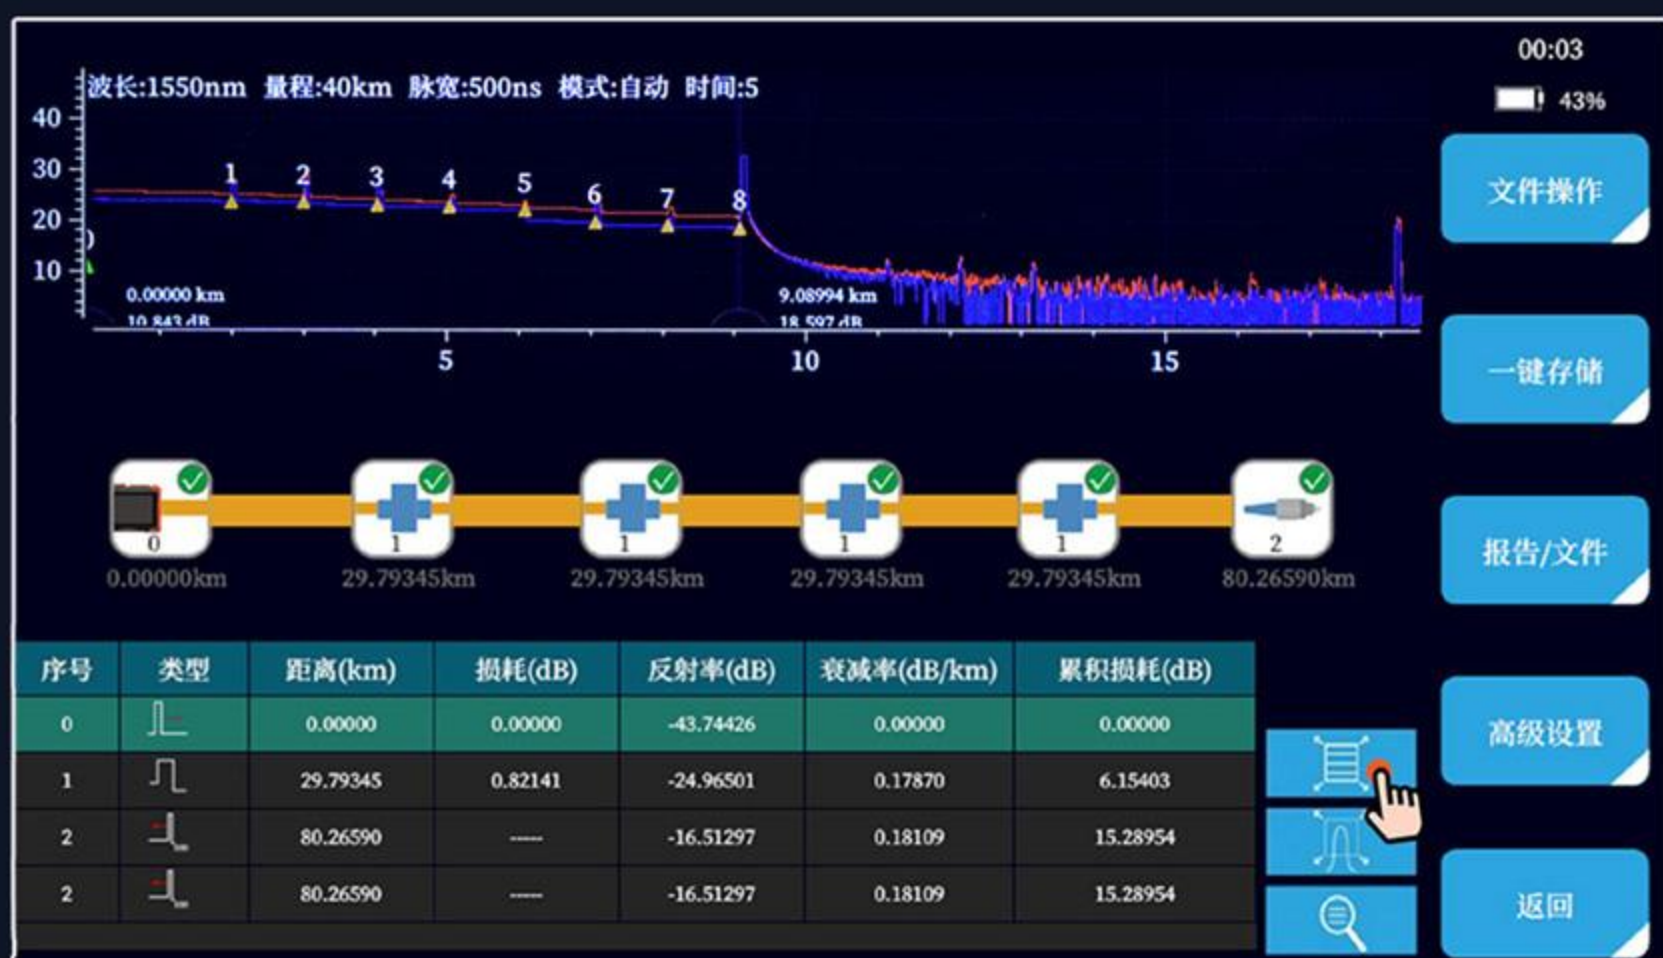 00:03
43%
波长:1550nm 量程:40km 脉宽:500ns 模式:自动 时间:5
40
30
20
10
1 2 3 4 5 6 7 8
0.00000 km
10.843 dB
9.08994 km
18.597 dB
5 10 15
文件操作
一键存储
报告/文件
高级设置
返回
0 1 1 1 1 2
0.00000km 29.79345km 29.79345km 29.79345km 29.79345km 80.26590km
序号 类型 距离(km) 损耗(dB) 反射率(dB) 衰减率(dB/km) 累积损耗(dB)
0 0.00000 0.00000 -43.74426 0.00000 0.00000
1 29.79345 0.82141 -24.96501 0.17870 6.15403
2 80.26590 ---- -16.51297 0.18109 15.28954
2 80.26590 ---- -16.51297 0.18109 15.28954